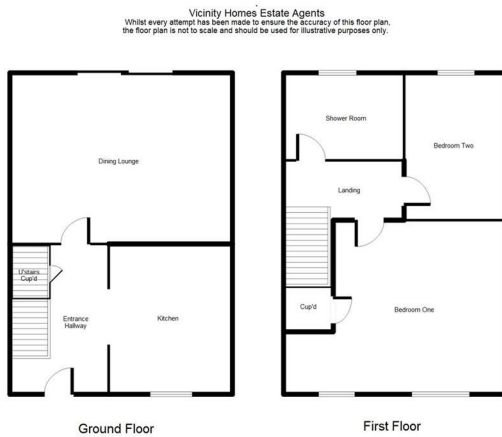 Vicinity Homes Estate Agents
Whilst every attempt has been made to ensure the accuracy of this floor plan,
the floor plan is not to scale and should be used for illustrative purposes only.
Dining Lounge
U'stairs
Cup'd
Entrance
Hallway
Kitchen
Ground Floor
Shower Room
Bedroom Two
Landing
Cup'd
Bedroom One
First Floor